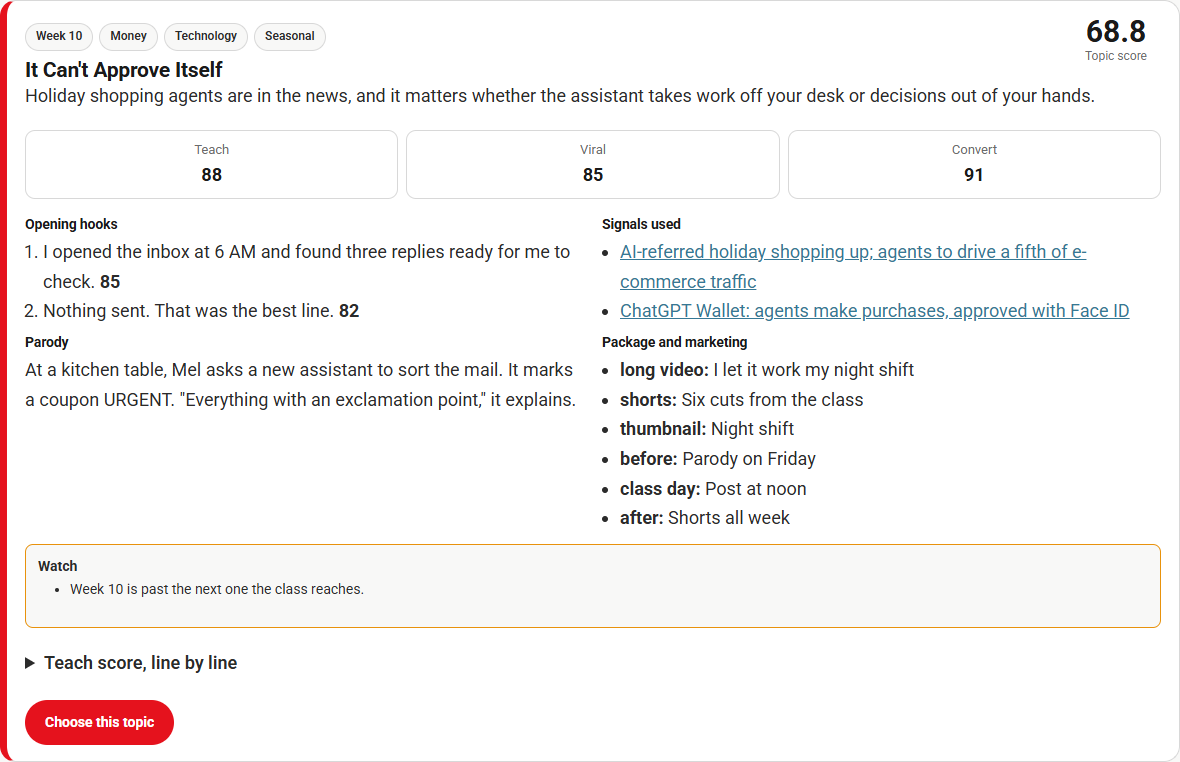 Week 10
Money
Technology
Seasonal
68.8
Topic score
It Can't Approve Itself
Holiday shopping agents are in the news, and it matters whether the assistant takes work off your desk or decisions out of your hands.
Teach
88
Viral
85
Convert
91
Opening hooks
1. I opened the inbox at 6 AM and found three replies ready for me to
check. 85
2. Nothing sent. That was the best line. 82
Parody
At a kitchen table, Mel asks a new assistant to sort the mail. It marks
a coupon URGENT. "Everything with an exclamation point," it explains.
Signals used
AI-referred holiday shopping up; agents to drive a fifth of e-
commerce traffic
ChatGPT Wallet: agents make purchases, approved with Face ID
Package and marketing
long video: I let it work my night shift
shorts: Six cuts from the class
thumbnail: Night shift
before: Parody on Friday
class day: Post at noon
after: Shorts all week
Watch
Week 10 is past the next one the class reaches.
Teach score, line by line
Choose this topic